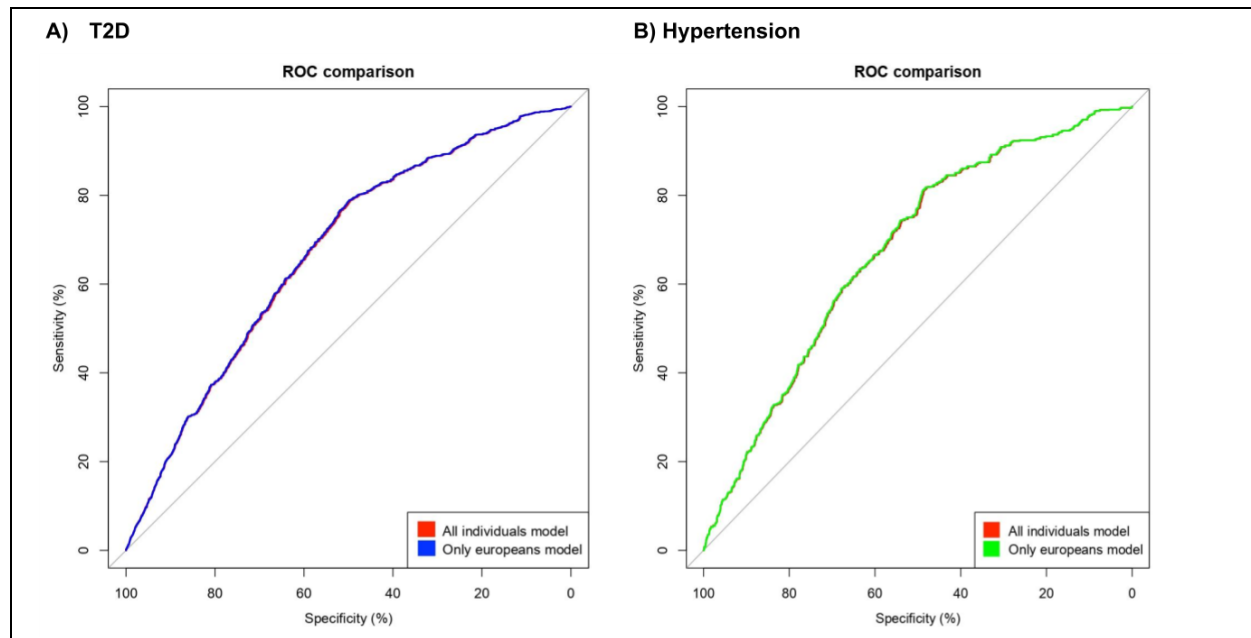 A) T2D
ROC comparison
100
80
60
40
20
0
Sensitivity (%)
All individuals model
Only europeans model
100 80 60 40 20 0
Specificity (%)
B) Hypertension
ROC comparison
100
80
60
40
20
0
Sensitivity (%)
All individuals model
Only europeans model
100 80 60 40 20 0
Specificity (%)